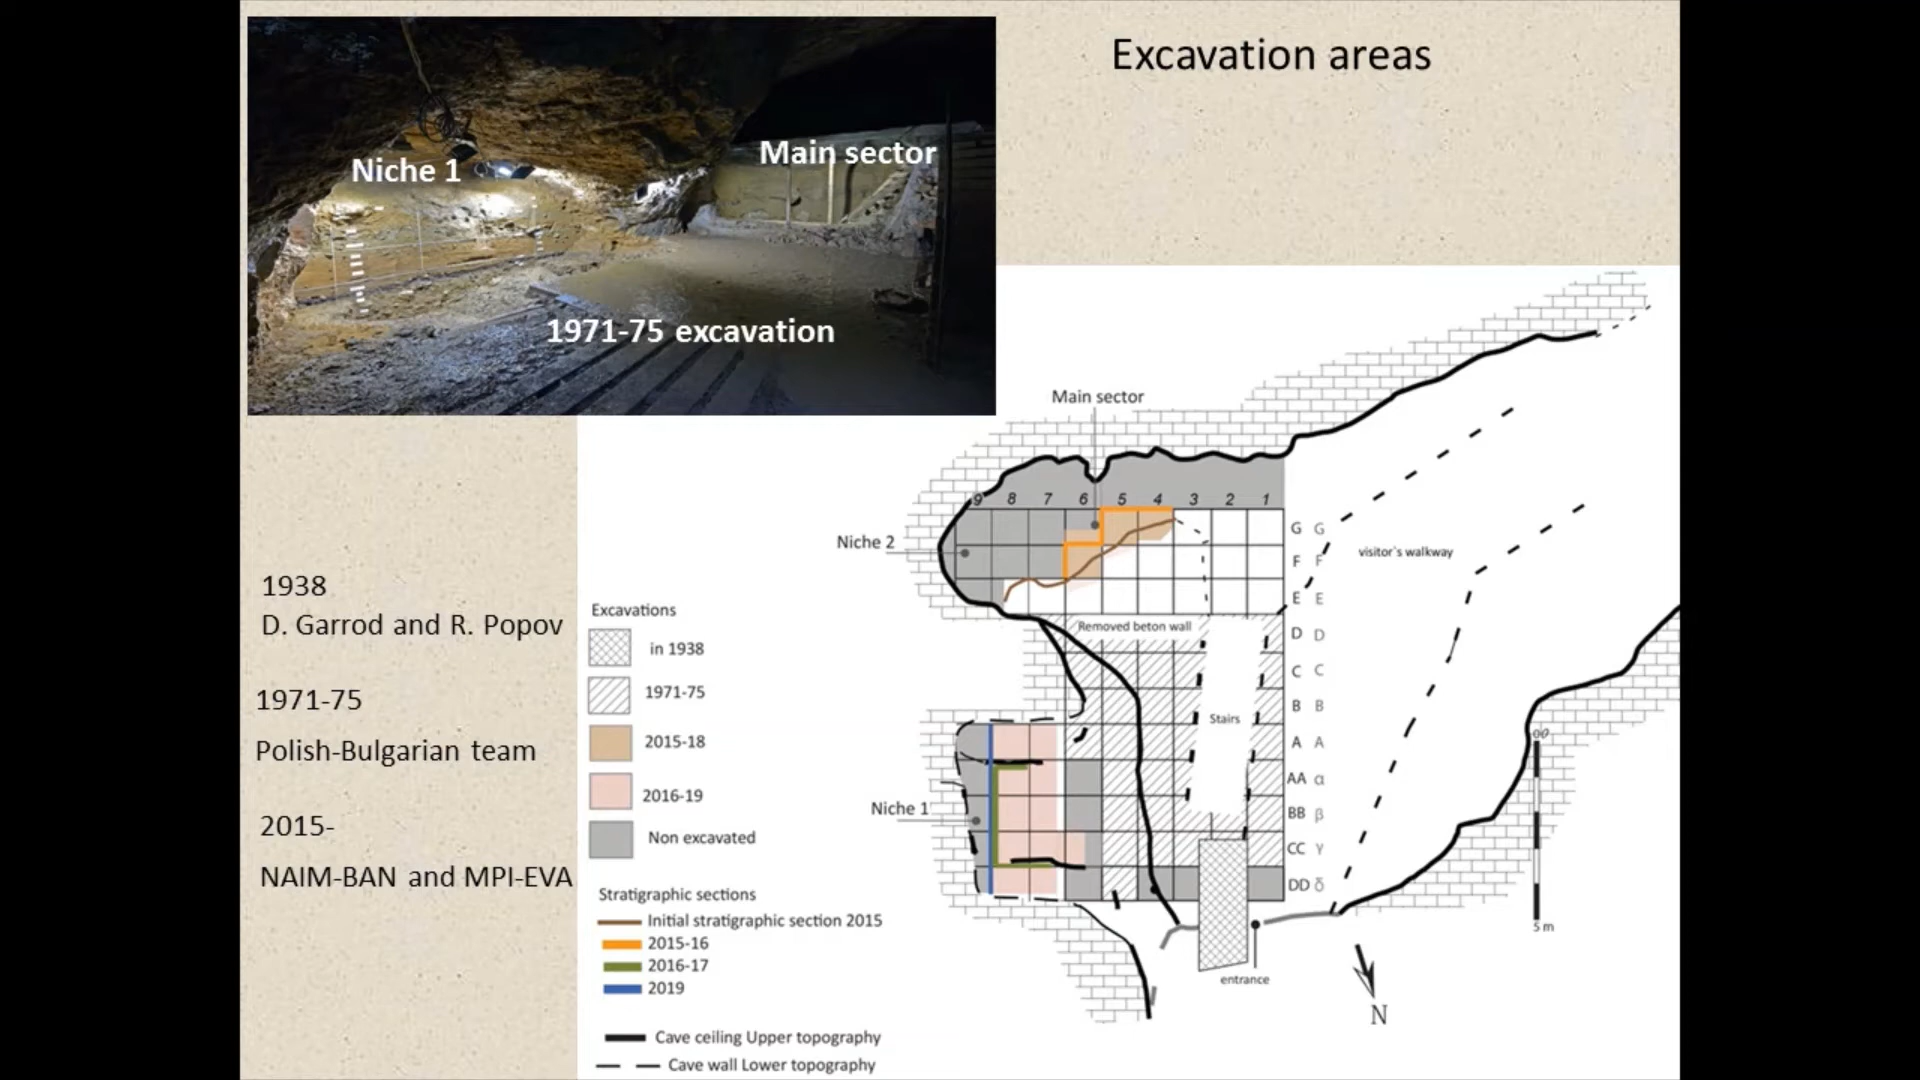 Excavation areas
Niche 1
Main sector
1971-75 excavation
1938
D. Garrod and R. Popov
1971-75
Polish-Bulgarian team
2015-
NAIM-BAN and MPI-EVA
Main sector
9 8 7 6 5 4 3 2 1
Niche 2
G G
F F
E E
D D
C C
B B
A A
AA α
BB β
CC γ
DD δ
visitor`s walkway
Removed beton wall
Stairs
Niche 1
entrance
5 m
N
Excavations
in 1938
1971-75
2015-18
2016-19
Non excavated
Stratigraphic sections
Initial stratigraphic section 2015
2015-16
2016-17
2019
Cave ceiling Upper topography
Cave wall Lower topography